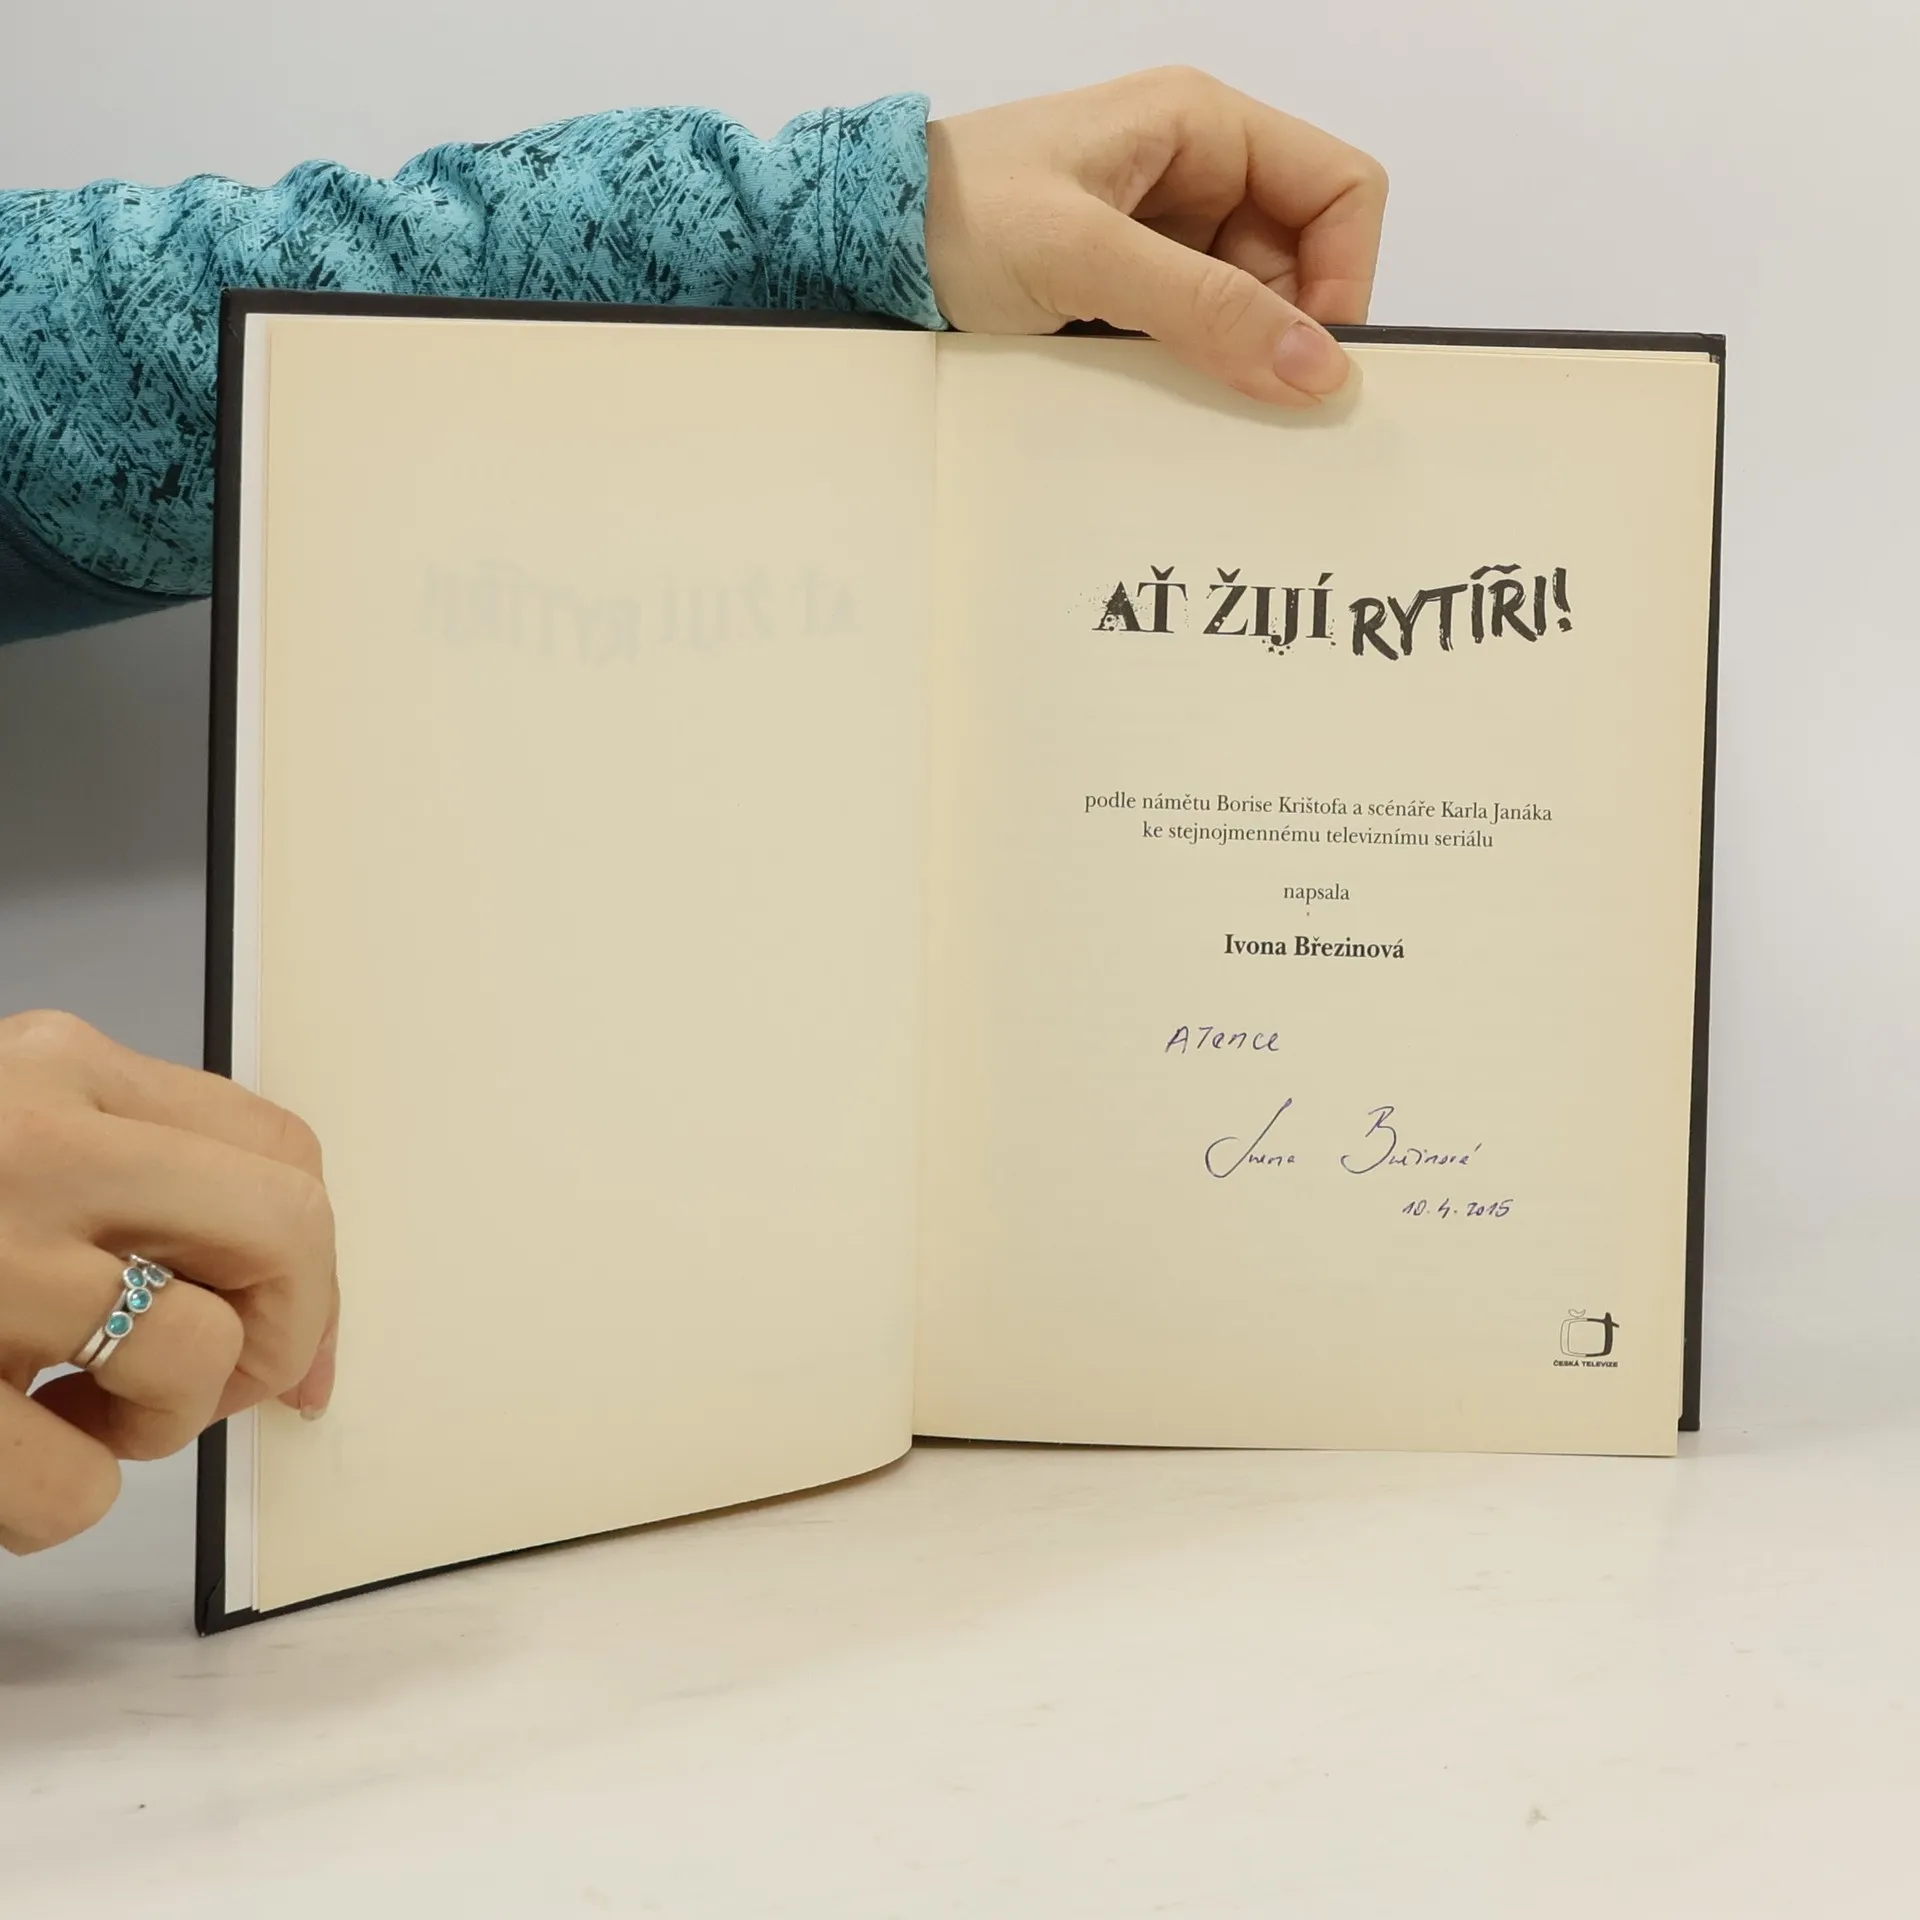 AŤ ŽIJÍ RYTÍŘI!
podle námětu Borise Krištofa a scénáře Karla Janáka
ke stejnojmennému televiznímu seriálu
napsala
Ivona Březinová
Ivona Březinová
10. 4. 2015
ČESKÁ TELEVIZE